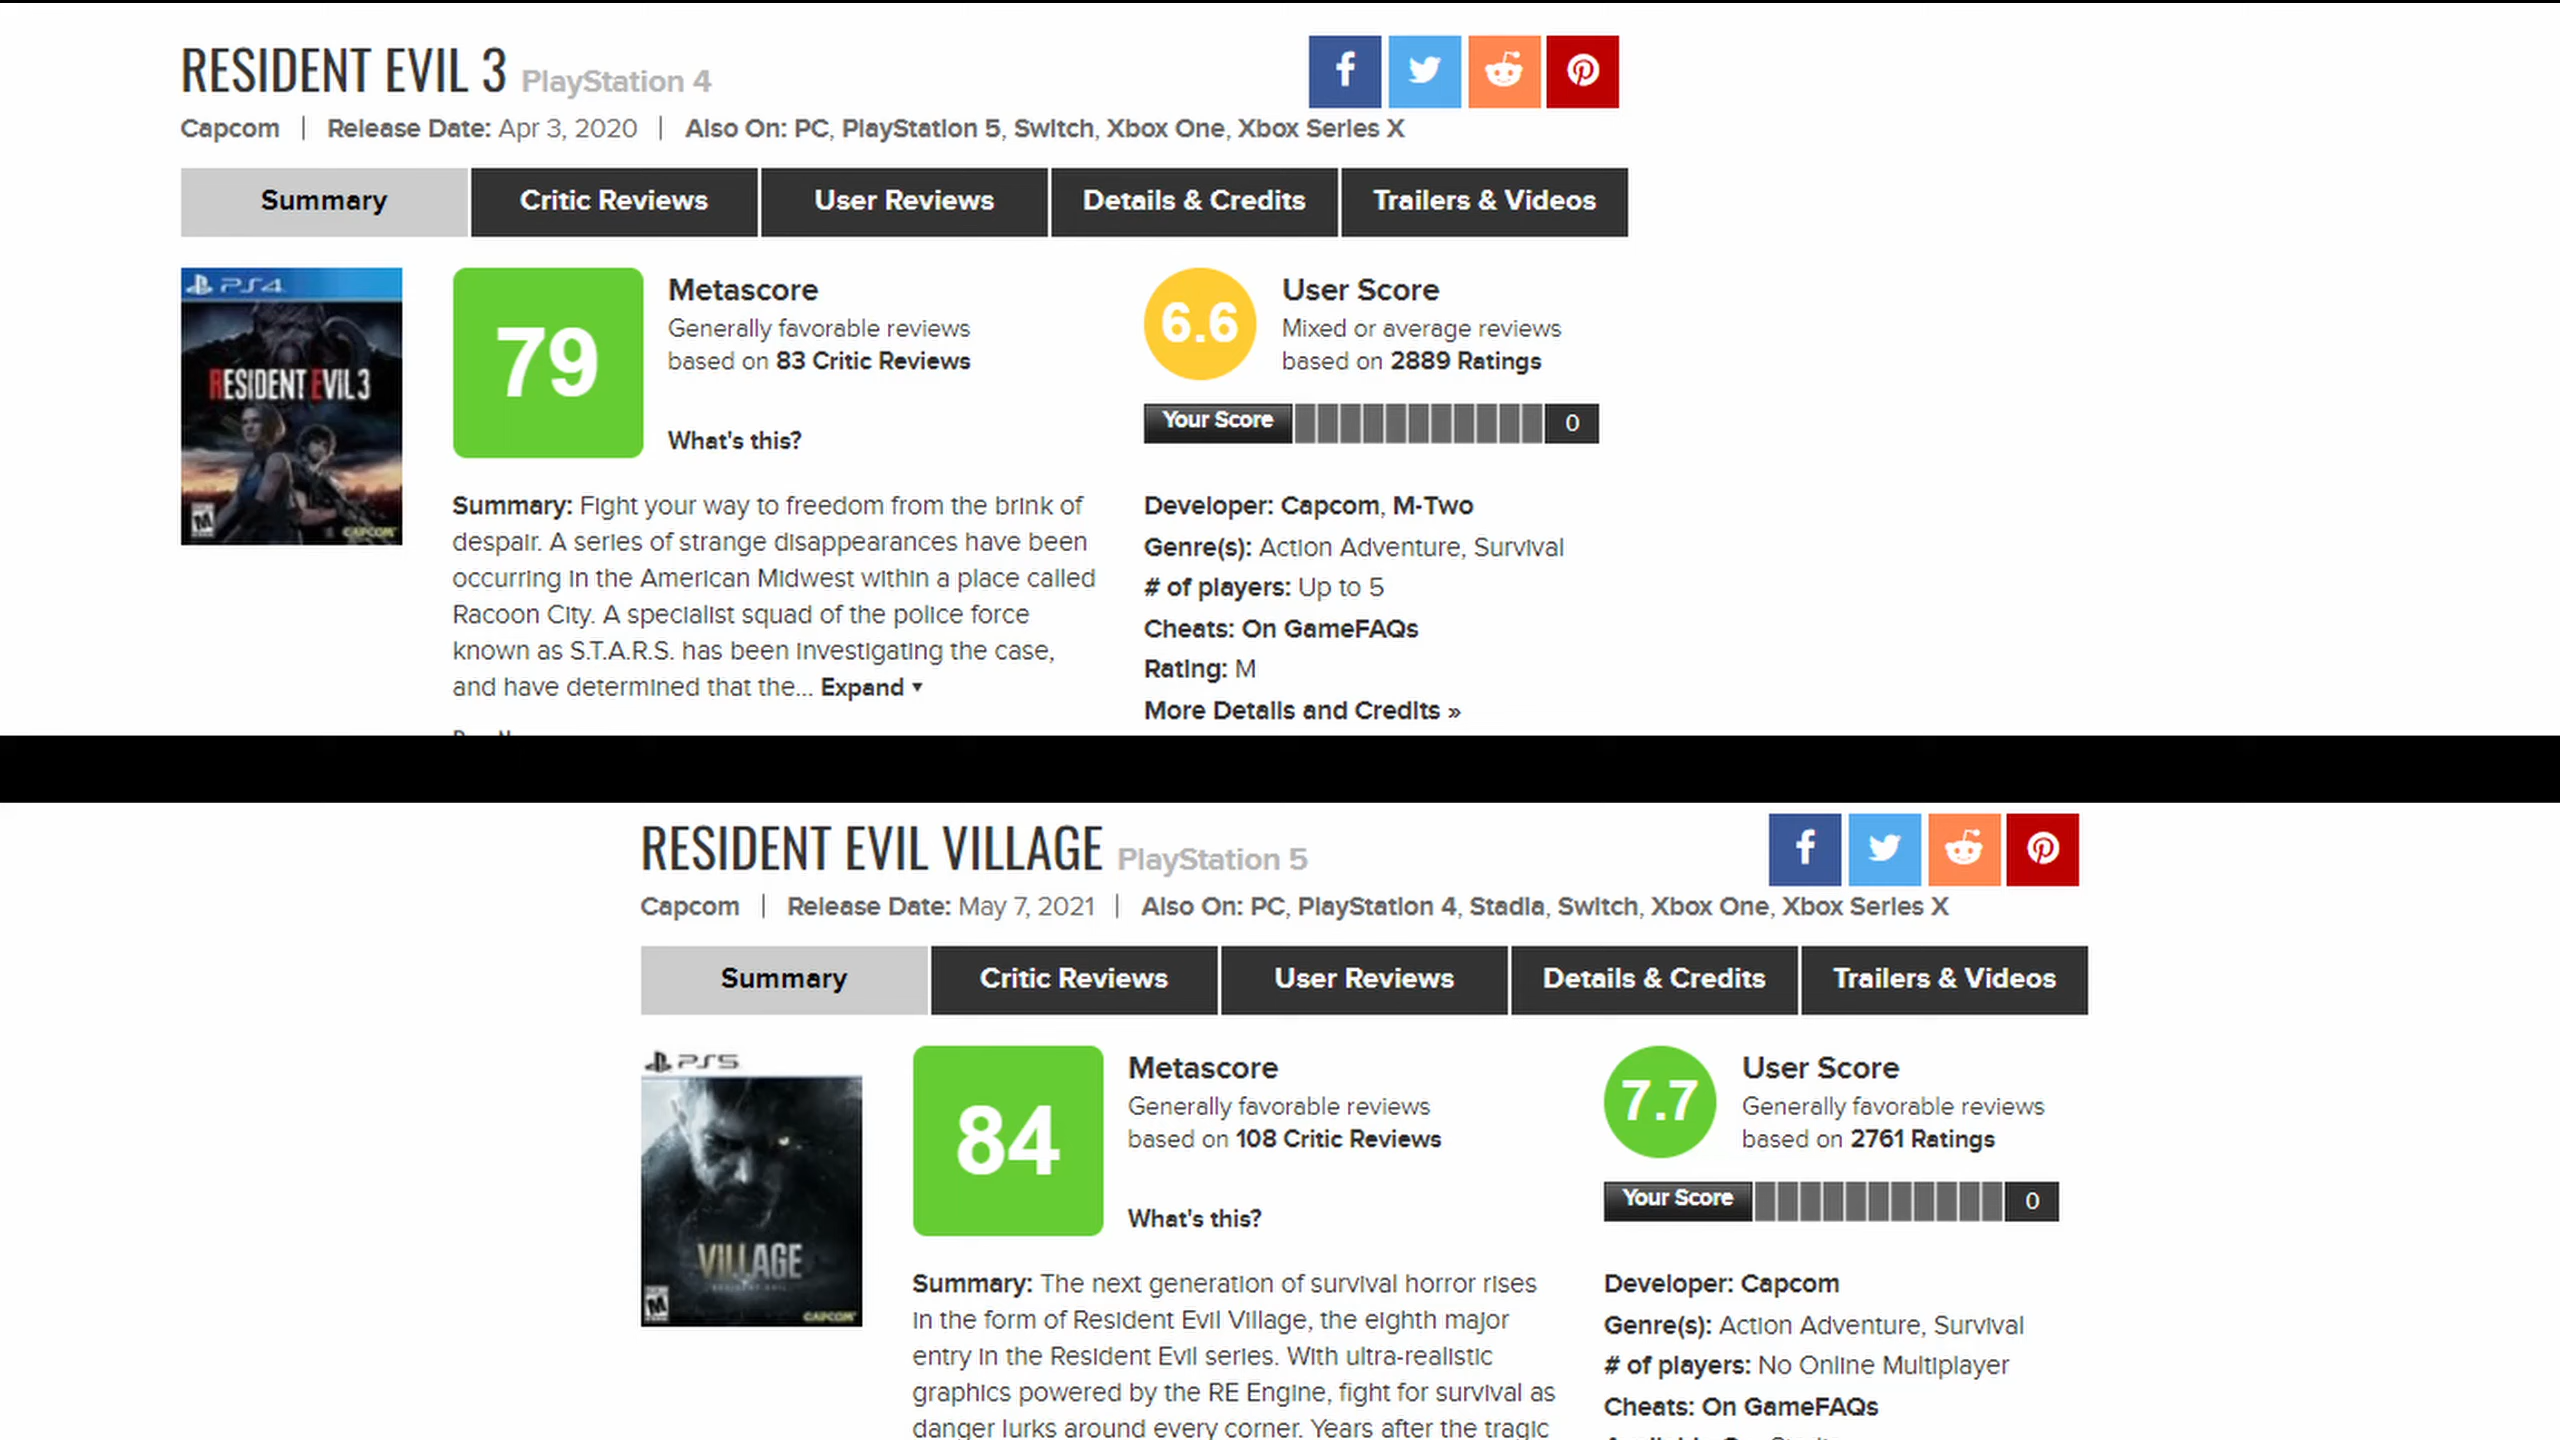 RESIDENT EVIL 3 PlayStation 4
Capcom | Release Date: Apr 3, 2020 | Also On: PC, PlayStation 5, Switch, Xbox One, Xbox Series X
Summary Critic Reviews User Reviews Details & Credits Trailers & Videos
PS4
RESIDENT EVIL 3
M
CAPCOM
79
Metascore
Generally favorable reviews
based on 83 Critic Reviews
What's this?
6.6
User Score
Mixed or average reviews
based on 2889 Ratings
Your Score 0
Summary: Fight your way to freedom from the brink of
despair. A series of strange disappearances have been
occurring in the American Midwest within a place called
Racoon City. A specialist squad of the police force
known as S.T.A.R.S. has been investigating the case,
and have determined that the... Expand ▾
Developer: Capcom, M-Two
Genre(s): Action Adventure, Survival
# of players: Up to 5
Cheats: On GameFAQs
Rating: M
More Details and Credits »
RESIDENT EVIL VILLAGE PlayStation 5
Capcom | Release Date: May 7, 2021 | Also On: PC, PlayStation 4, Stadia, Switch, Xbox One, Xbox Series X
Summary Critic Reviews User Reviews Details & Credits Trailers & Videos
PS5
VILLAGE
RESIDENT EVIL
M
CAPCOM
84
Metascore
Generally favorable reviews
based on 108 Critic Reviews
What's this?
7.7
User Score
Generally favorable reviews
based on 2761 Ratings
Your Score 0
Summary: The next generation of survival horror rises
in the form of Resident Evil Village, the eighth major
entry in the Resident Evil series. With ultra-realistic
graphics powered by the RE Engine, fight for survival as
danger lurks around every corner. Years after the tragic
Developer: Capcom
Genre(s): Action Adventure, Survival
# of players: No Online Multiplayer
Cheats: On GameFAQs